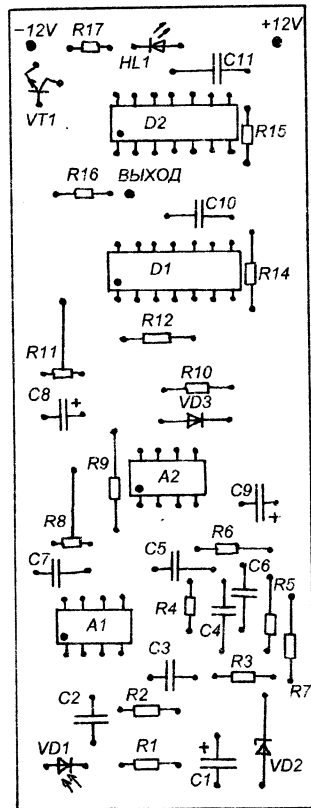 −12V R17 +12V
HL1 C11
VT1
D2 R15
R16 ВЫХОД
C10
D1 R14
R12
R11
R10
C8 + VD3
R9 A2
C9 +
R8 R6
C7 C5 C6
R4 R5
A1 C4
C3 R3 R7
C2 R2
VD1 R1 + C1 VD2